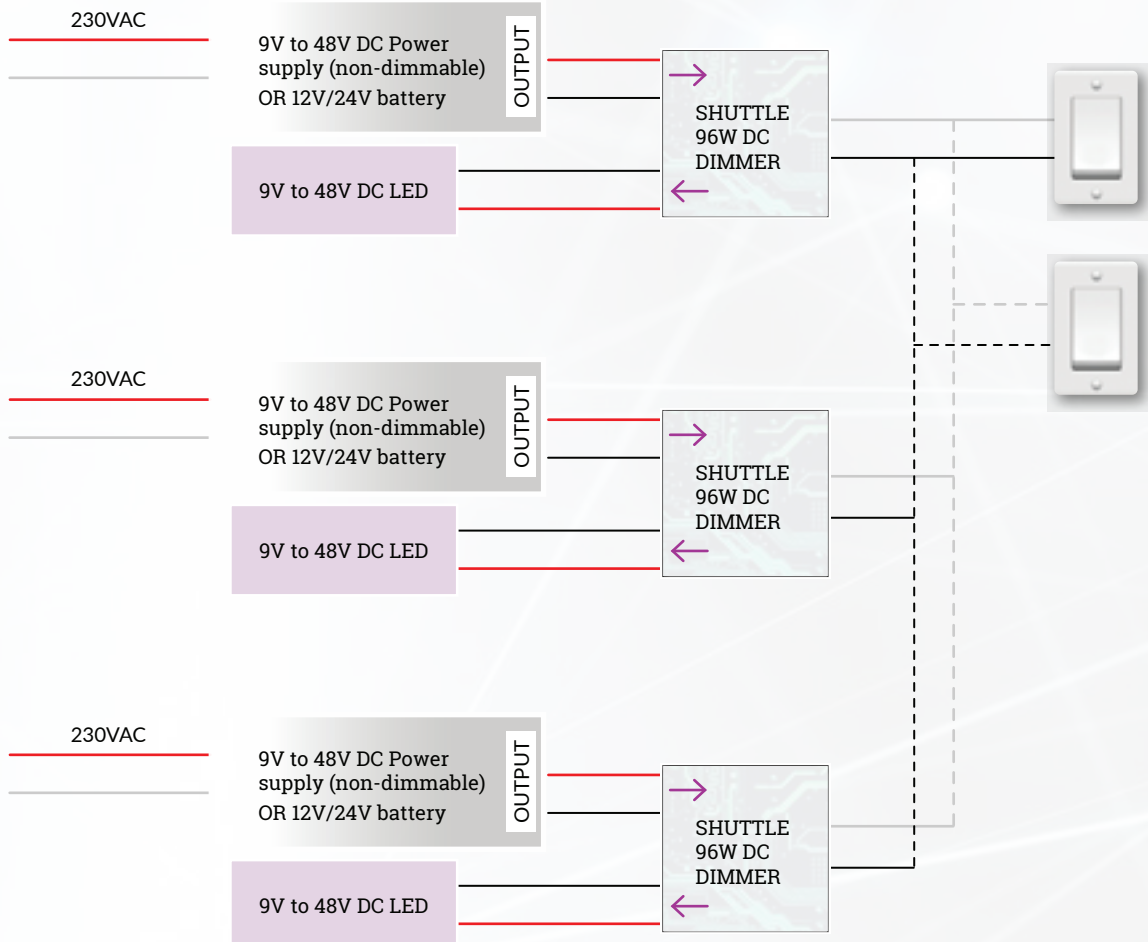 230VAC
9V to 48V DC Power
supply (non-dimmable)
OR 12V/24V battery
OUTPUT
SHUTTLE
96W DC
DIMMER
9V to 48V DC LED
230VAC
9V to 48V DC Power
supply (non-dimmable)
OR 12V/24V battery
OUTPUT
SHUTTLE
96W DC
DIMMER
9V to 48V DC LED
230VAC
9V to 48V DC Power
supply (non-dimmable)
OR 12V/24V battery
OUTPUT
SHUTTLE
96W DC
DIMMER
9V to 48V DC LED